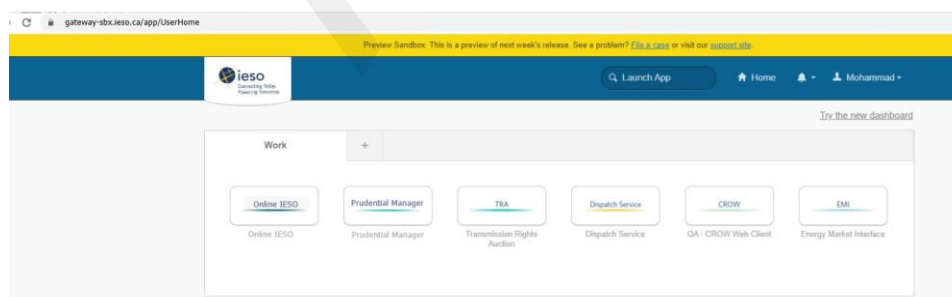 gateway-sbx.ieso.ca/app/UserHome
Preview Sandbox: This is a preview of next week's release. See a problem? File a case or visit our support site.
ieso
Connecting Today.
Powering Tomorrow.
Launch App
Home
Mohammad
Try the new dashboard
Work
+
Online IESO
Prudential Manager
TRA
Dispatch Service
CROW
EMI
Online IESO
Prudential Manager
Transmission Rights
Auction
Dispatch Service
QA - CROW Web Client
Energy Market Interface